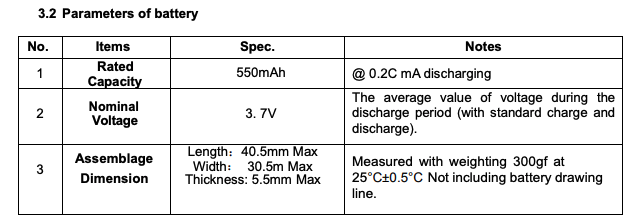 3.2 Parameters of battery
No. Items Spec. Notes
1 Rated Capacity 550mAh @ 0.2C mA discharging
2 Nominal Voltage 3. 7V The average value of voltage during the
discharge period (with standard charge and
discharge).
3 Assemblage Dimension
Length: 40.5mm Max
Width: 30.5m Max
Thickness: 5.5mm Max
Measured with weighting 300gf at
25°C±0.5°C Not including battery drawing
line.